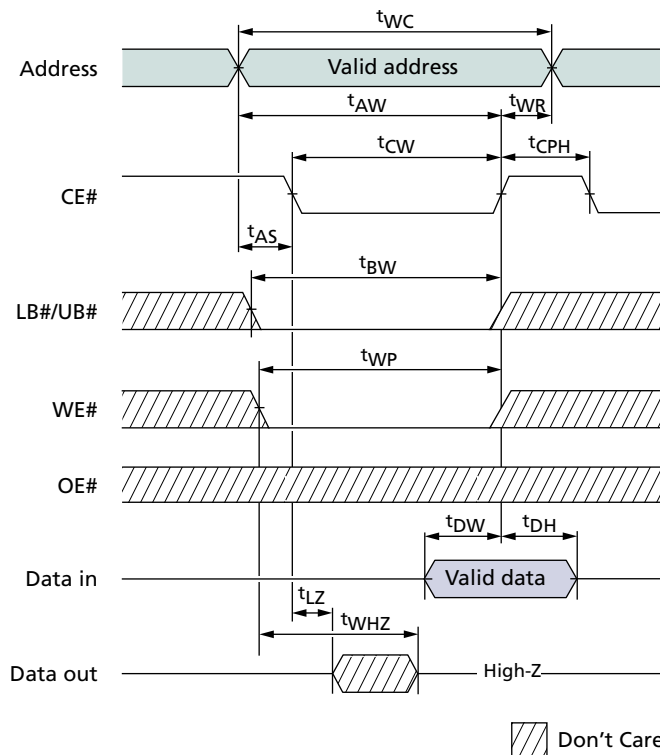 tWC
Address
Valid address
tAW
tWR
tCW
tCPH
CE#
tAS
tBW
LB#/UB#
tWP
WE#
OE#
tDW
tDH
Data in
Valid data
tLZ
tWHZ
Data out
High-Z
Don't Care